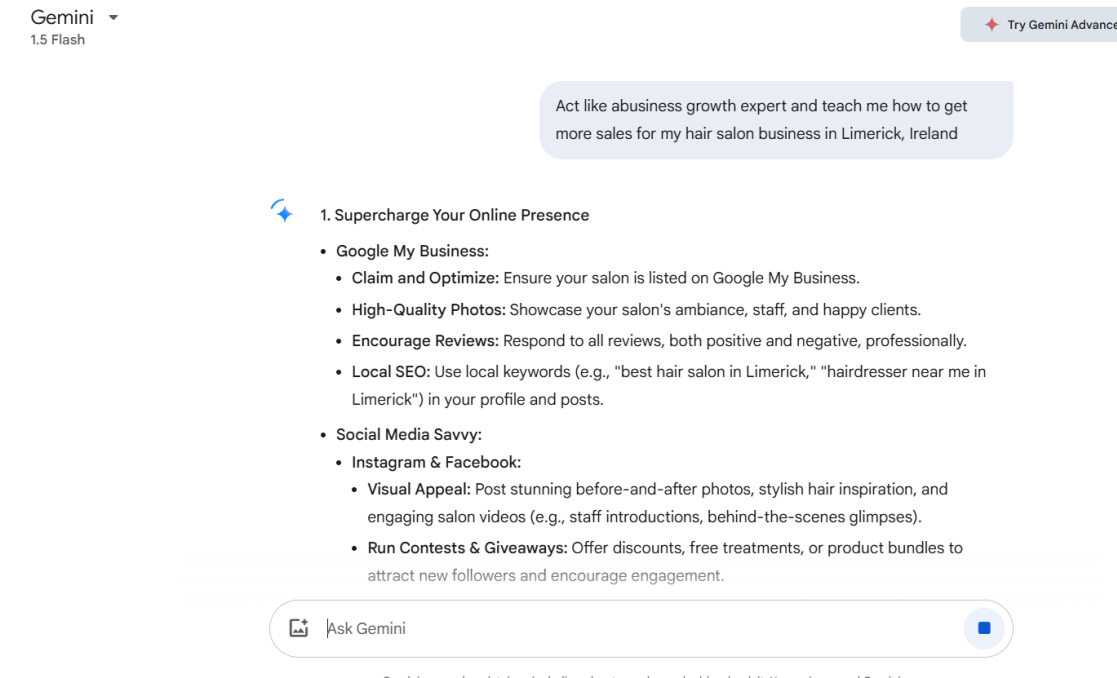 Gemini
1.5 Flash
Try Gemini Advance
Act like abusiness growth expert and teach me how to get
more sales for my hair salon business in Limerick, Ireland
1. Supercharge Your Online Presence
• Google My Business:
• Claim and Optimize: Ensure your salon is listed on Google My Business.
• High-Quality Photos: Showcase your salon's ambiance, staff, and happy clients.
• Encourage Reviews: Respond to all reviews, both positive and negative, professionally.
• Local SEO: Use local keywords (e.g., "best hair salon in Limerick," "hairdresser near me in
Limerick") in your profile and posts.
• Social Media Savvy:
• Instagram & Facebook:
• Visual Appeal: Post stunning before-and-after photos, stylish hair inspiration, and
engaging salon videos (e.g., staff introductions, behind-the-scenes glimpses).
• Run Contests & Giveaways: Offer discounts, free treatments, or product bundles to
attract new followers and encourage engagement.
Ask Gemini